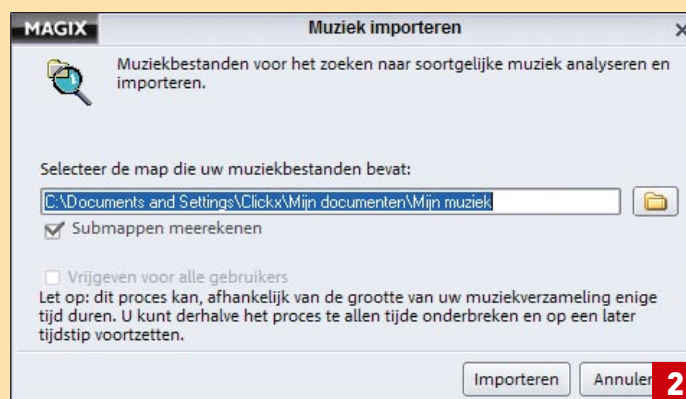 MAGIX
Muziek importeren
Muziekbestanden voor het zoeken naar soortgelijke muziek analyseren en
importeren.
Selecteer de map die uw muziekbestanden bevat:
C:\Documents and Settings\Clickx\Mijn documenten\Mijn muziek
Submappen meerekenen
Vrijgeven voor alle gebruikers
Let op: dit proces kan, afhankelijk van de grootte van uw muziekverzameling enige
tijd duren. U kunt derhalve het proces te allen tijde onderbreken en op een later
tijdstip voortzetten.
Importeren
Annuler
2